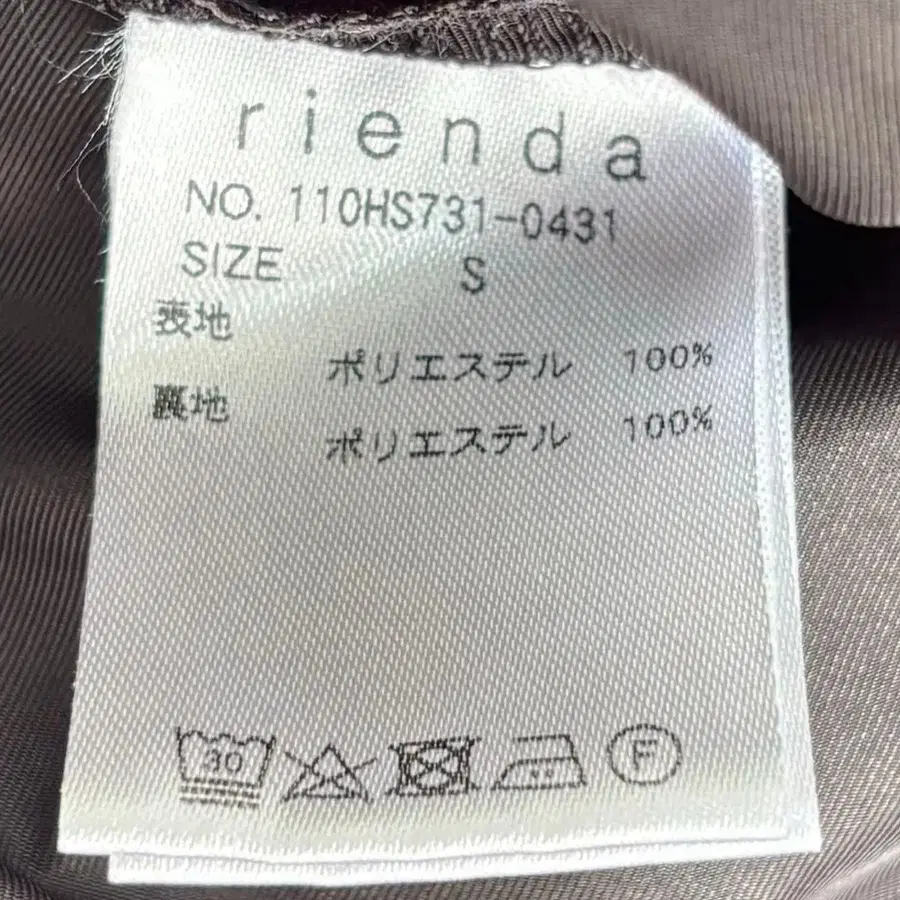 rienda
NO. 110HS731-0431
SIZE S
表地
ポリエステル 100%
裏地
ポリエステル 100%
30 F